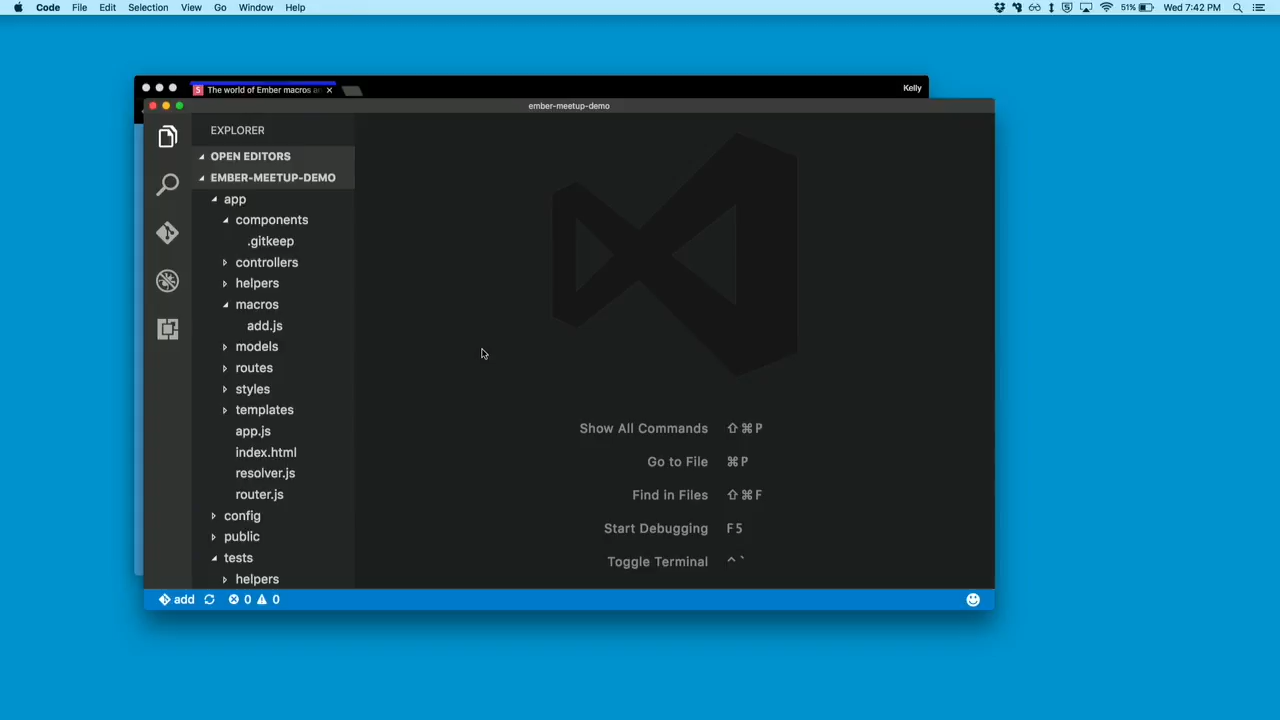 Code File Edit Selection View Go Window Help 51% Wed 7:42 PM
5 The world of Ember macros a
Kelly
ember-meetup-demo
EXPLORER
OPEN EDITORS
EMBER-MEETUP-DEMO
app
components
.gitkeep
controllers
helpers
macros
add.js
models
routes
styles
templates
app.js
index.html
resolver.js
router.js
config
public
tests
helpers
Show All Commands ⇧⌘P
Go to File ⌘P
Find in Files ⇧⌘F
Start Debugging F5
Toggle Terminal ^`
add 0 0